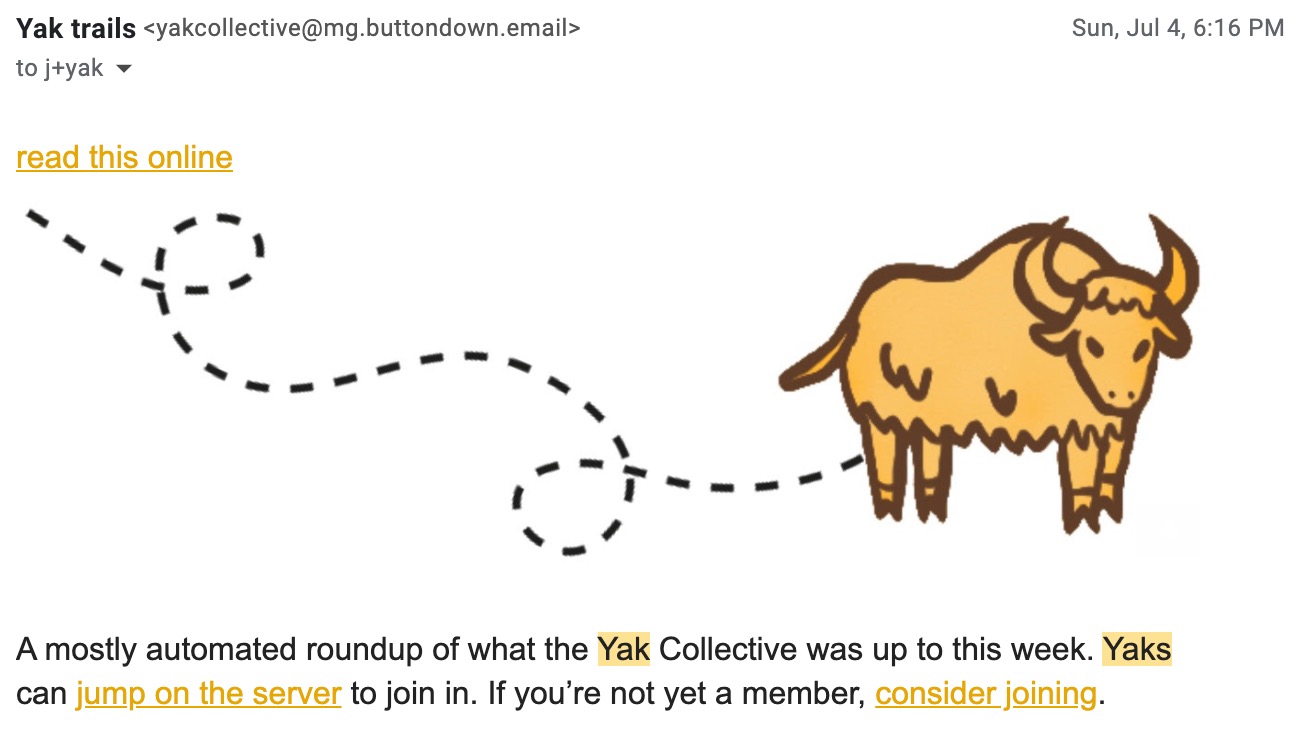 Yak trails <yakcollective@mg.buttondown.email> Sun, Jul 4, 6:16 PM
to j+yak
read this online
A mostly automated roundup of what the Yak Collective was up to this week. Yaks
can jump on the server to join in. If you’re not yet a member, consider joining.